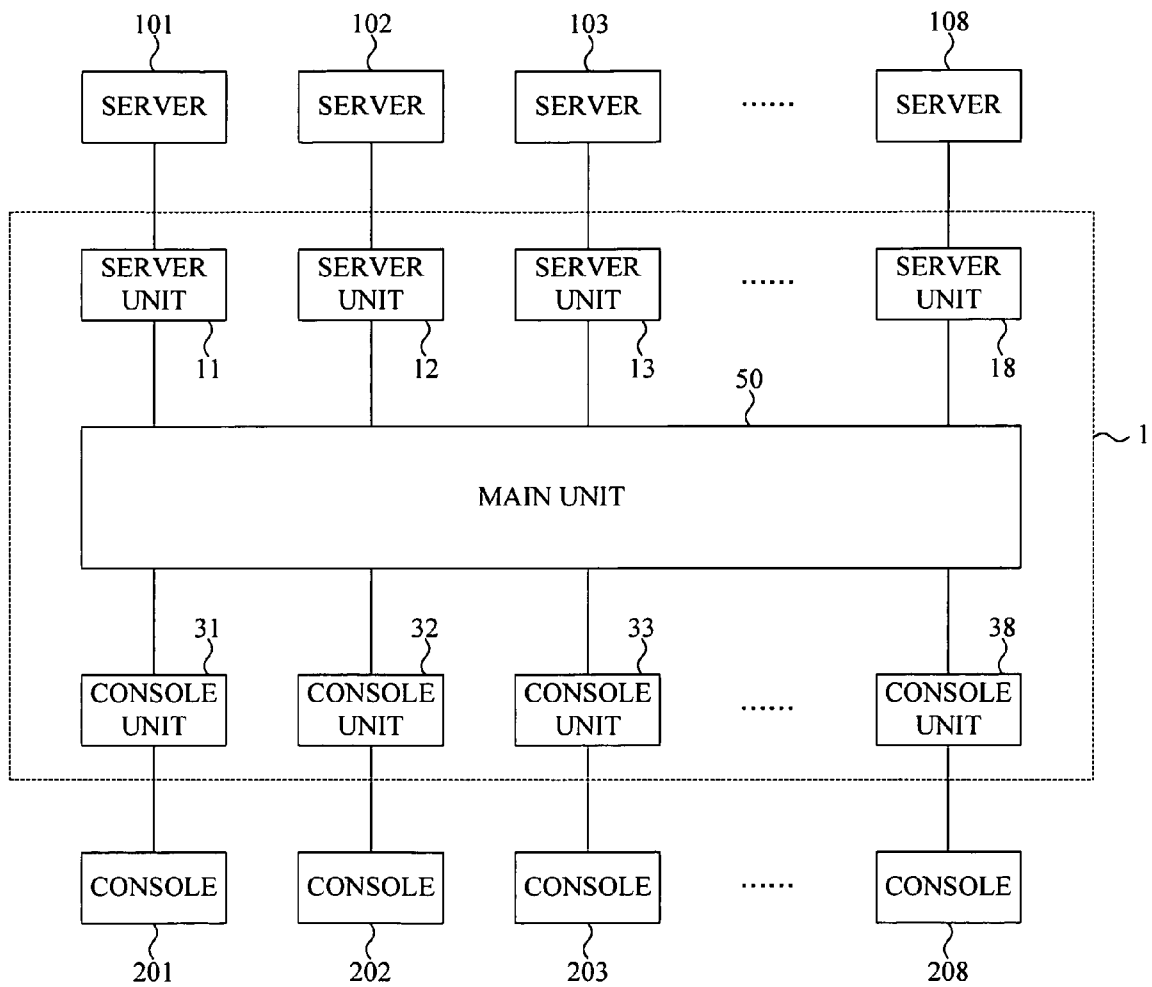 101 102 103 108
SERVER SERVER SERVER ...... SERVER
SERVER UNIT SERVER UNIT SERVER UNIT ...... SERVER UNIT
11 12 13 18
50
1
MAIN UNIT
31 32 33 38
CONSOLE UNIT CONSOLE UNIT CONSOLE UNIT ...... CONSOLE UNIT
CONSOLE CONSOLE CONSOLE ...... CONSOLE
201 202 203 208